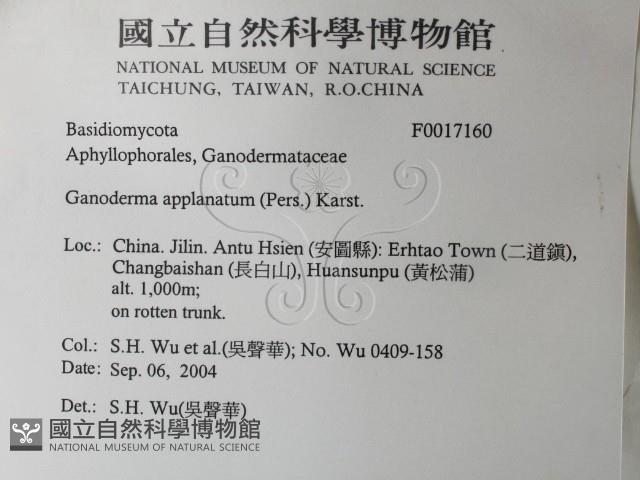 國立自然科學博物館
NATIONAL MUSEUM OF NATURAL SCIENCE
TAICHUNG, TAIWAN, R.O.CHINA
Basidiomycota F0017160
Aphyllophorales, Ganodermataceae
Ganoderma applanatum (Pers.) Karst.
Loc.: China. Jilin. Antu Hsien (安圖縣): Erhtao Town (二道鎭),
Changbaishan (長白山), Huansunpu (黃松蒲)
alt. 1,000m;
on rotten trunk.
Col.: S.H. Wu et al.(吳聲華); No. Wu 0409-158
Date: Sep. 06, 2004
Det.: S.H. Wu(吳聲華)
國立自然科學博物館
NATIONAL MUSEUM OF NATURAL SCIENCE